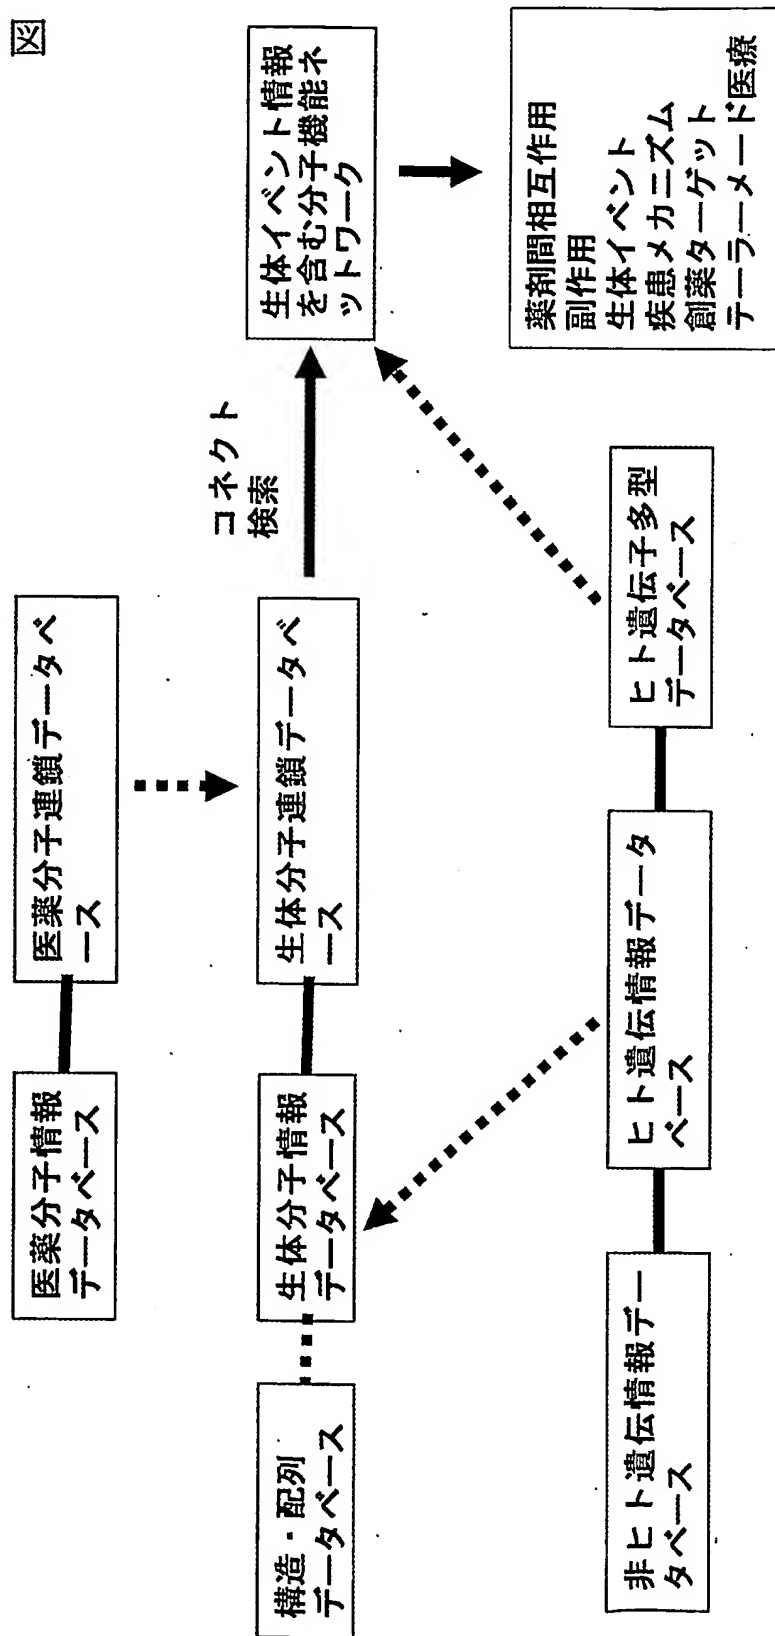 図
医薬分子情報
データベース
医薬分子連鎖データベ
ース
構造・配列
データベース
生体分子情報
データベース
生体分子連鎖データベ
ース
コネクト
検索
生体イベント情報
を含む分子機能ネ
ットワーク
非ヒト遺伝情報デー
タベース
ヒト遺伝情報データ
ベース
ヒト遺伝子多型
データベース
薬剤間相互作用
副作用
生体イベント
疾患メカニズム
創薬ターゲット
テーラーメード医療